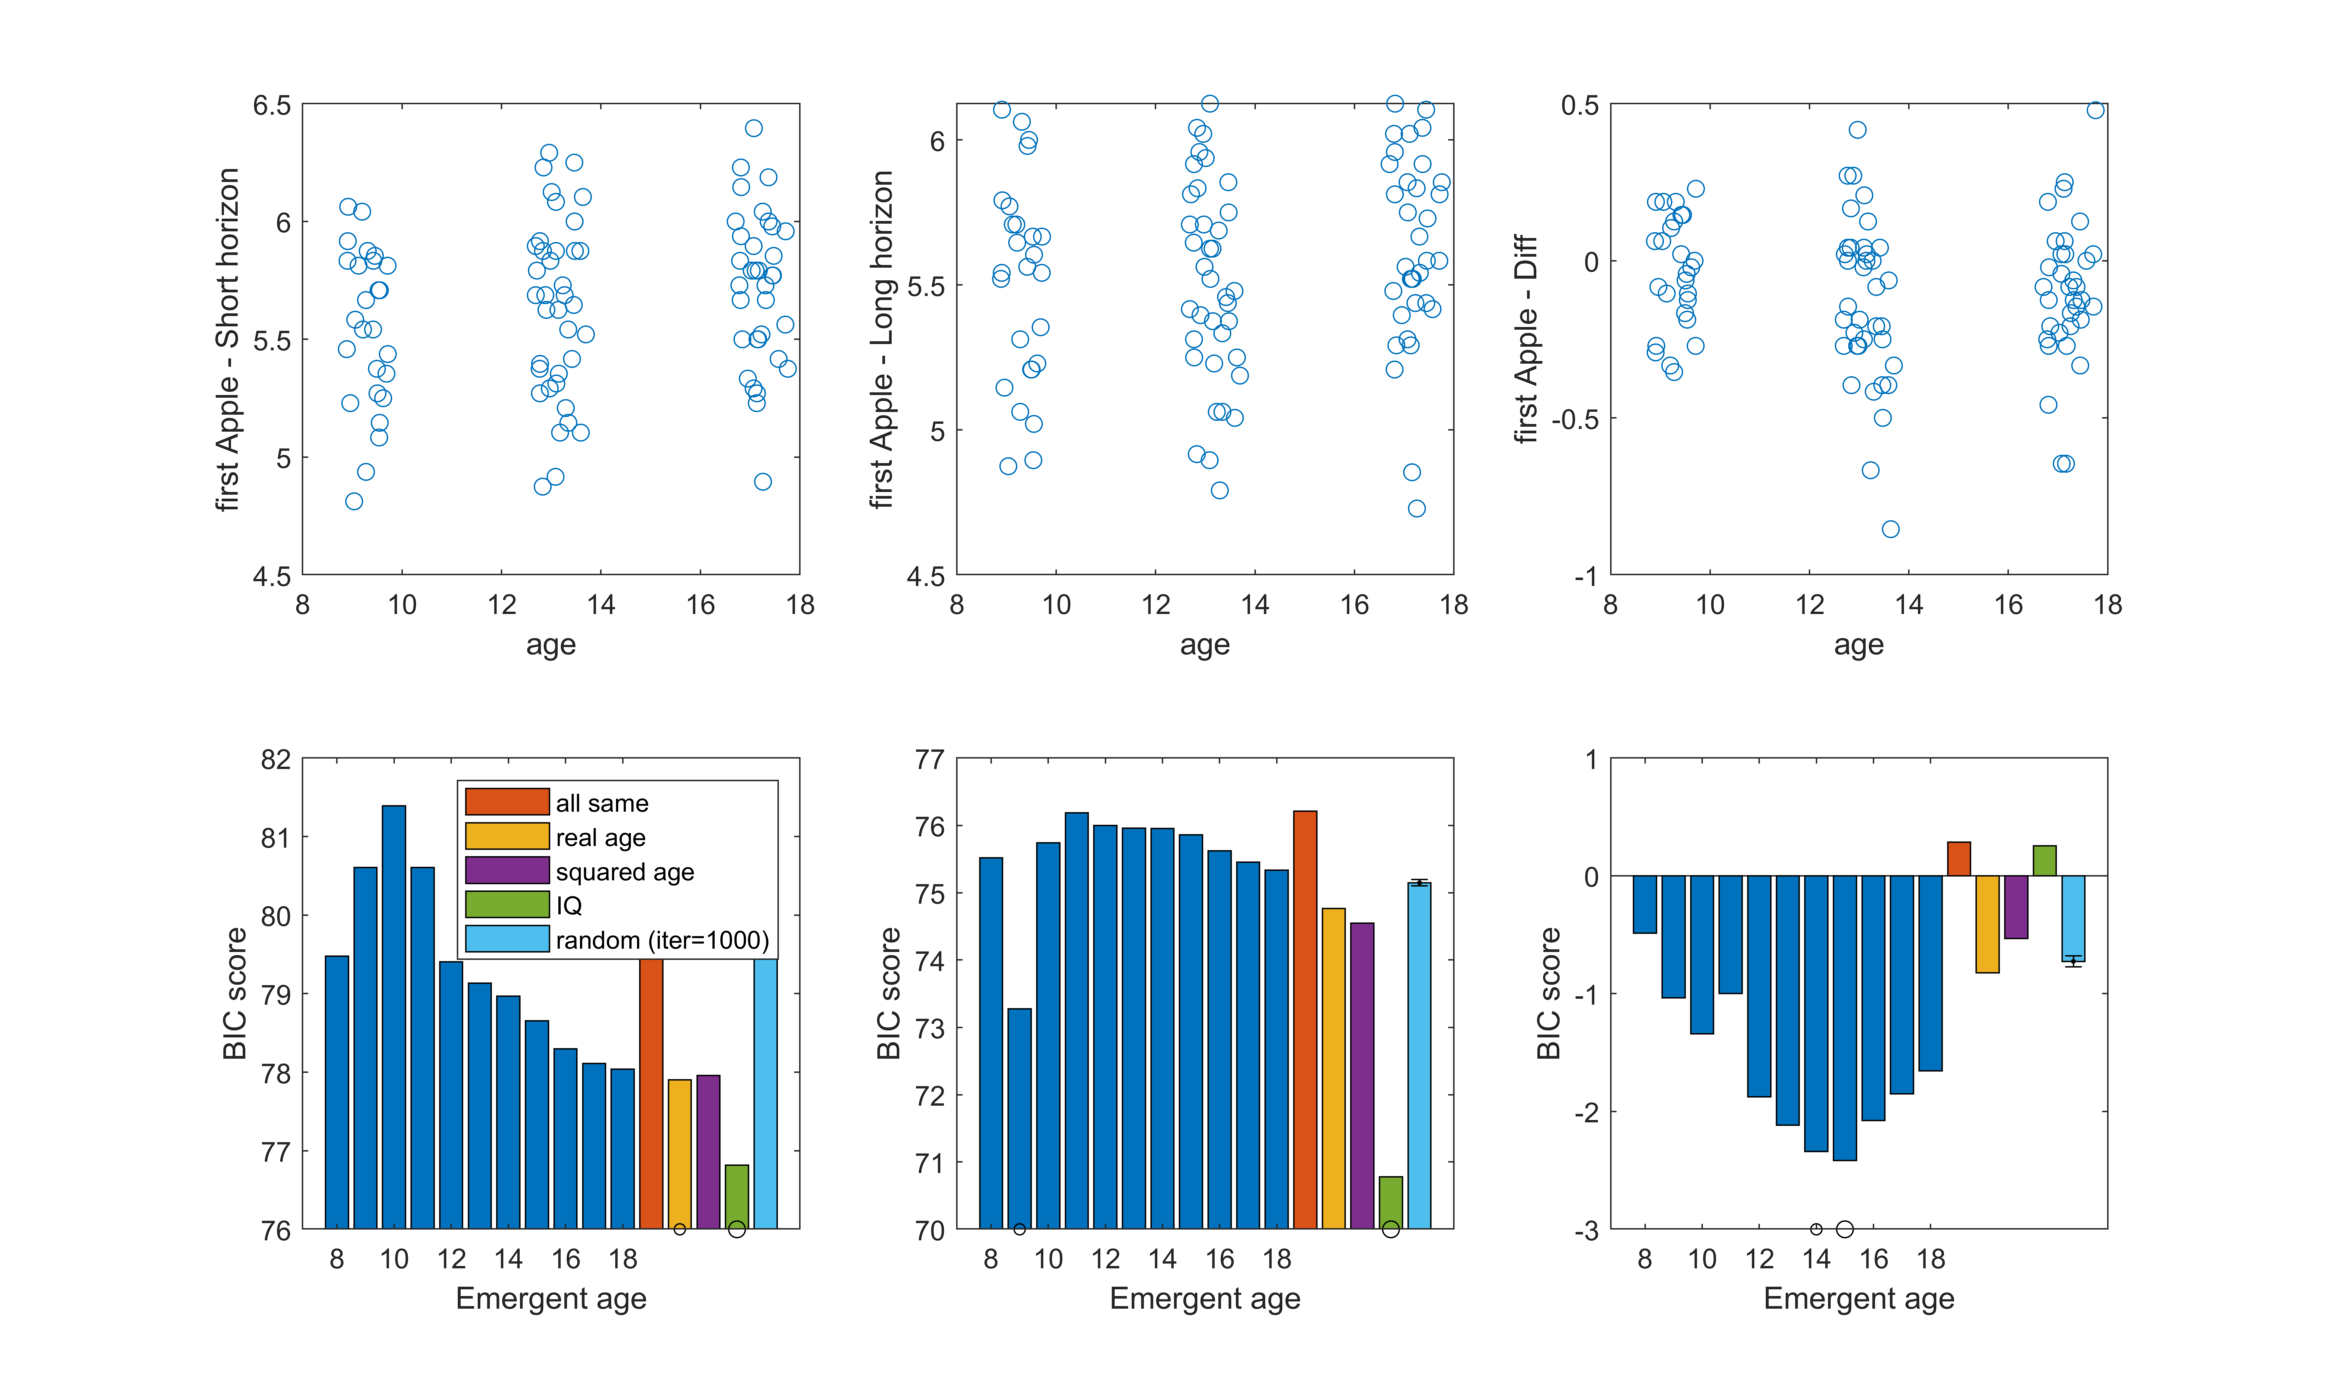 6.5
6
5.5
5
4.5
8 10 12 14 16 18
first Apple - Short horizon
age
6
5.5
5
4.5
8 10 12 14 16 18
first Apple - Long horizon
age
0.5
0
-0.5
-1
8 10 12 14 16 18
first Apple - Diff
age
82
81
80
79
78
77
76
8 10 12 14 16 18
BIC score
Emergent age
all same
real age
squared age
IQ
random (iter=1000)
77
76
75
74
73
72
71
70
8 10 12 14 16 18
BIC score
Emergent age
1
0
-1
-2
-3
8 10 12 14 16 18
BIC score
Emergent age